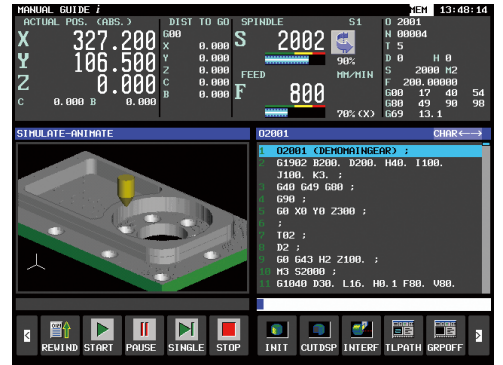 MANUAL GUIDE i MEM 13:48:14
ACTUAL POS. (ABS.) DIST TO GO SPINDLE S1 O 2001
X 327.200 G00 X 0.000 S 2002 90% N 00004
T 5
Y 106.500 Y 0.000 D 0 H 0
Z 0.000 Z 0.000 FEED MM/MIN S 2000 M2
C 0.000 F 800 F 200.00000
B 0.000 G00 17 40 54
C 0.000 B 0.000 G80 49 90 98
70% (X) G69 13.1
SIMULATE-ANIMATE
O2001 CHAR←→
1 O2001 (DEMOMAINGEAR) ;
2 G1902 B200. D200. H40. I100.
J100. K3. ;
3 G40 G49 G80 ;
4 G90 ;
5 G0 X0 Y0 Z300 ;
6 ;
7 T02 ;
8 D2 ;
9 G0 G43 H2 Z100. ;
10 M3 S2000 ;
11 G1040 D30. L16. H0.1 F80. V80.
REWIND START PAUSE SINGLE STOP INIT CUTDSP INTERF TLPATH GRPOFF